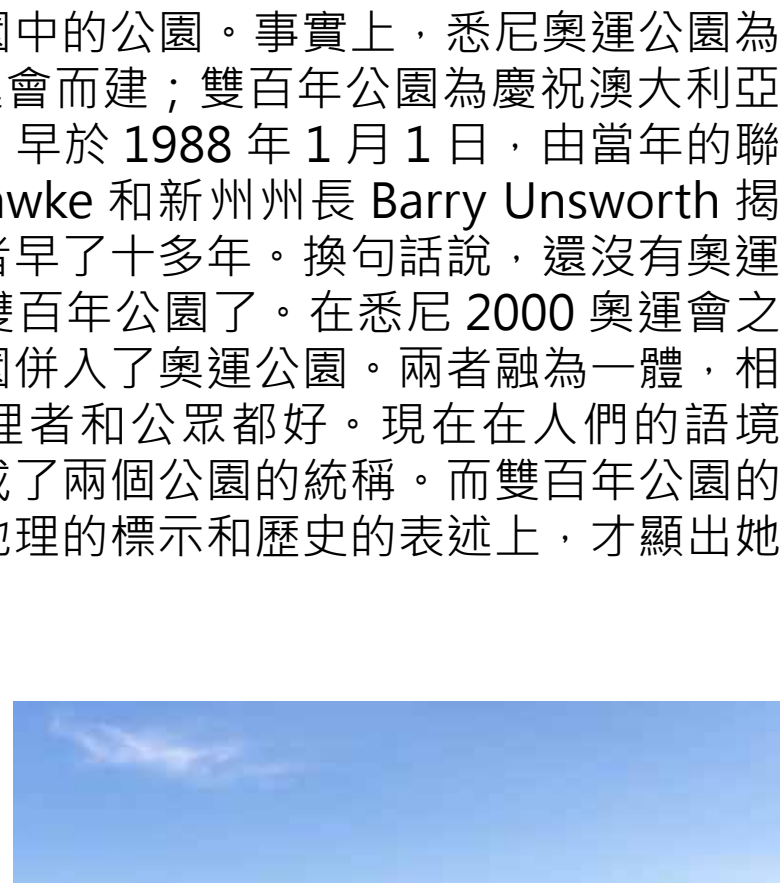 園中的公園。事實上，悉尼奧運公園為
會而建；雙百年公園為慶祝澳大利亞
早於 1988 年 1 月 1 日，由當年的聯
awke 和新州州長 Barry Unsworth 揭
者早了十多年。換句話說，還沒有奧運
雙百年公園了。在悉尼 2000 奧運會之
園併入了奧運公園。兩者融為一體，相
理者和公眾都好。現在在人們的語境
成了兩個公園的統稱。而雙百年公園的
地理的標示和歷史的表述上，才顯出她